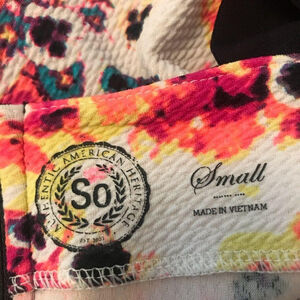 AUTHENTIC AMERICAN HERITAGE
So
Small
MADE IN VIETNAM